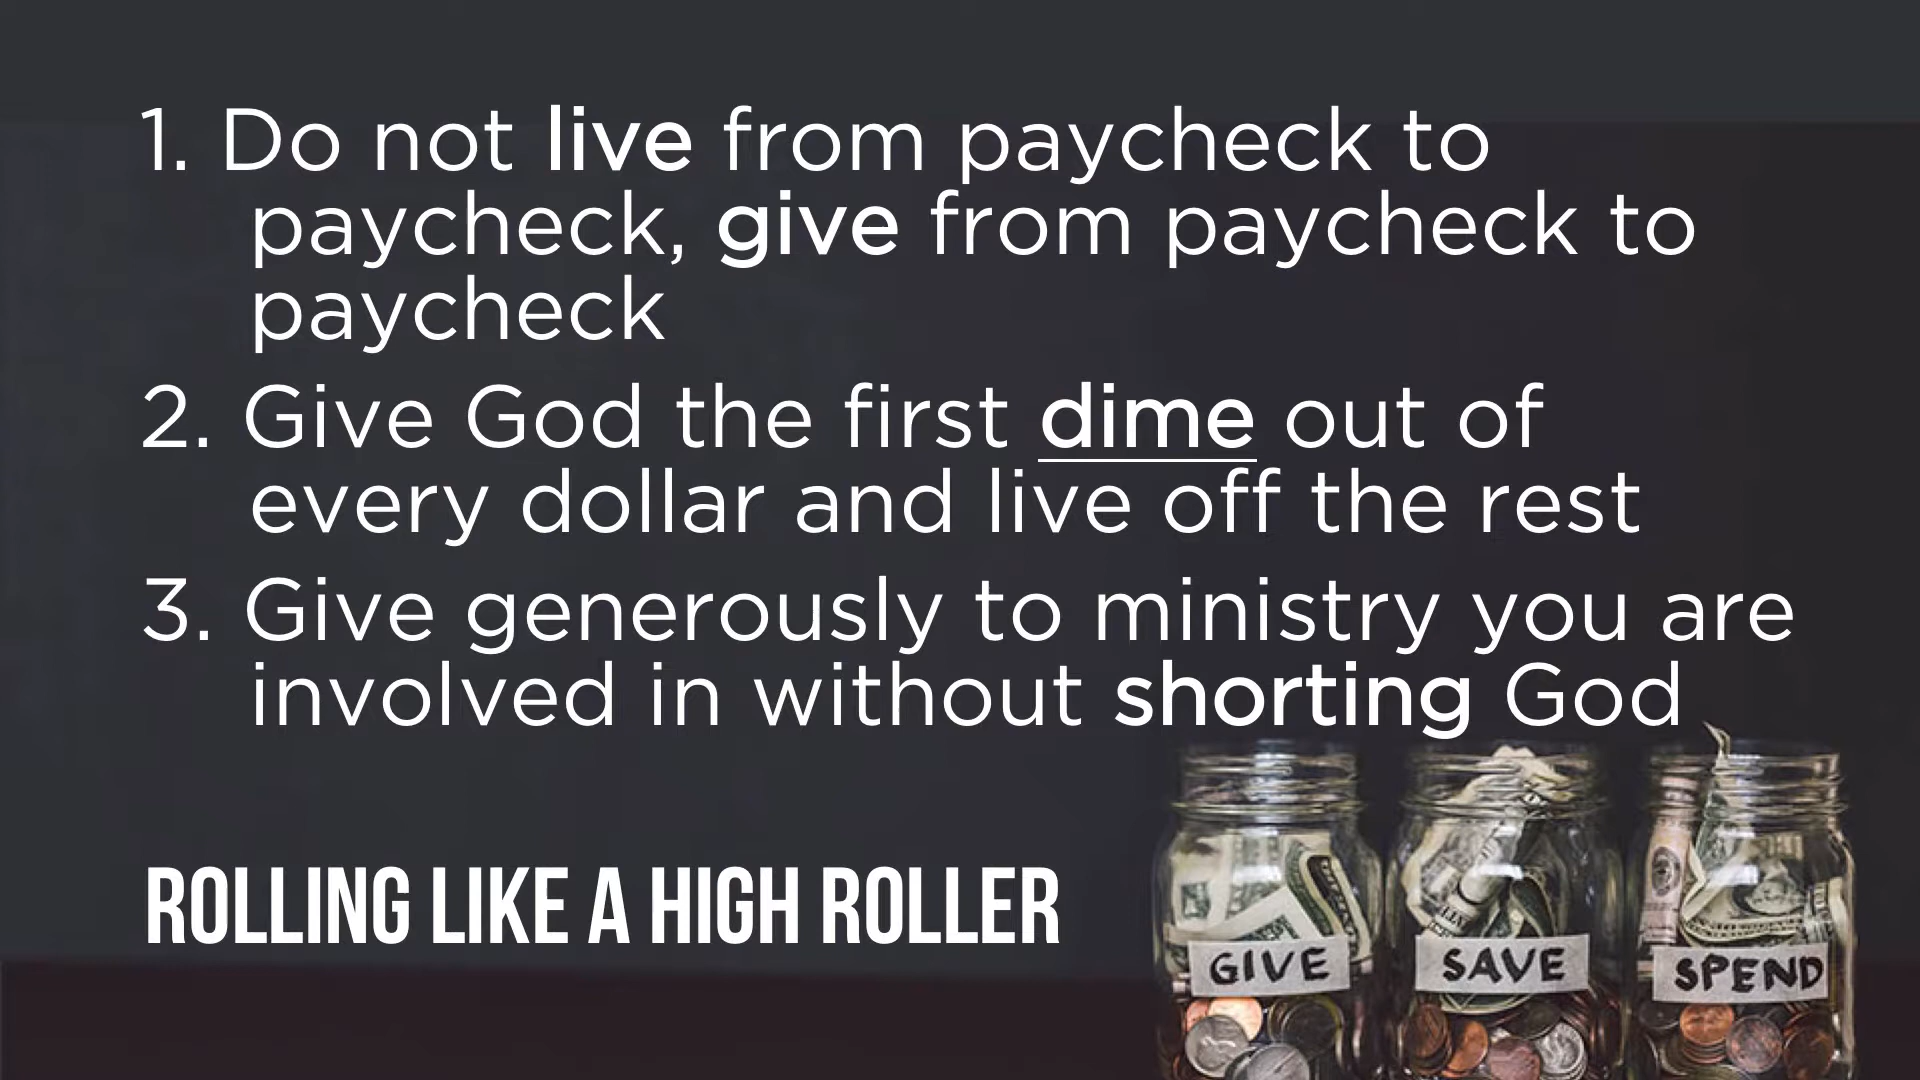 1. Do not live from paycheck to
paycheck, give from paycheck to
paycheck
2. Give God the first dime out of
every dollar and live off the rest
3. Give generously to ministry you are
involved in without shorting God
ROLLING LIKE A HIGH ROLLER
GIVE
SAVE
SPEND